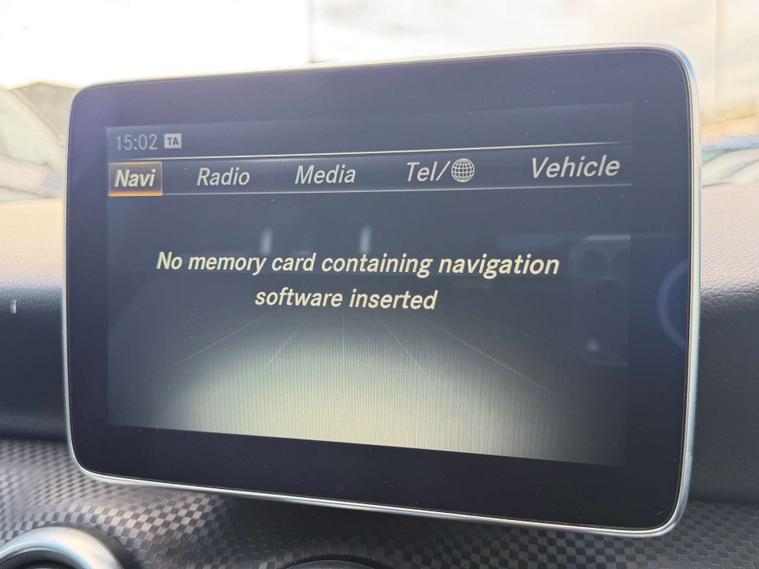 15:02 TA
Navi Radio Media Tel/ Vehicle
No memory card containing navigation
software inserted